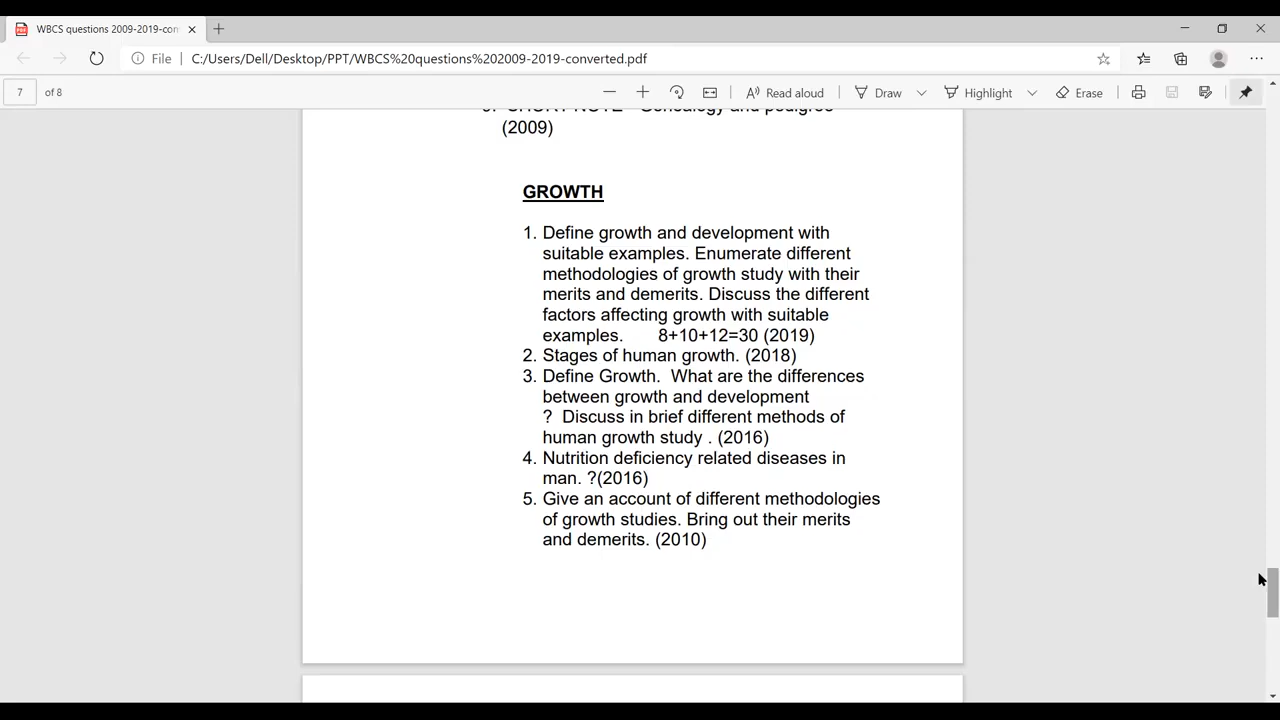 WBCS questions 2009-2019-con
File
C:/Users/Dell/Desktop/PPT/WBCS%20questions%202009-2019-converted.pdf
7 of 8
Read aloud
Draw
Highlight
Erase
(2009)
GROWTH
1. Define growth and development with
suitable examples. Enumerate different
methodologies of growth study with their
merits and demerits. Discuss the different
factors affecting growth with suitable
examples. 8+10+12=30 (2019)
2. Stages of human growth. (2018)
3. Define Growth. What are the differences
between growth and development
? Discuss in brief different methods of
human growth study . (2016)
4. Nutrition deficiency related diseases in
man. ?(2016)
5. Give an account of different methodologies
of growth studies. Bring out their merits
and demerits. (2010)